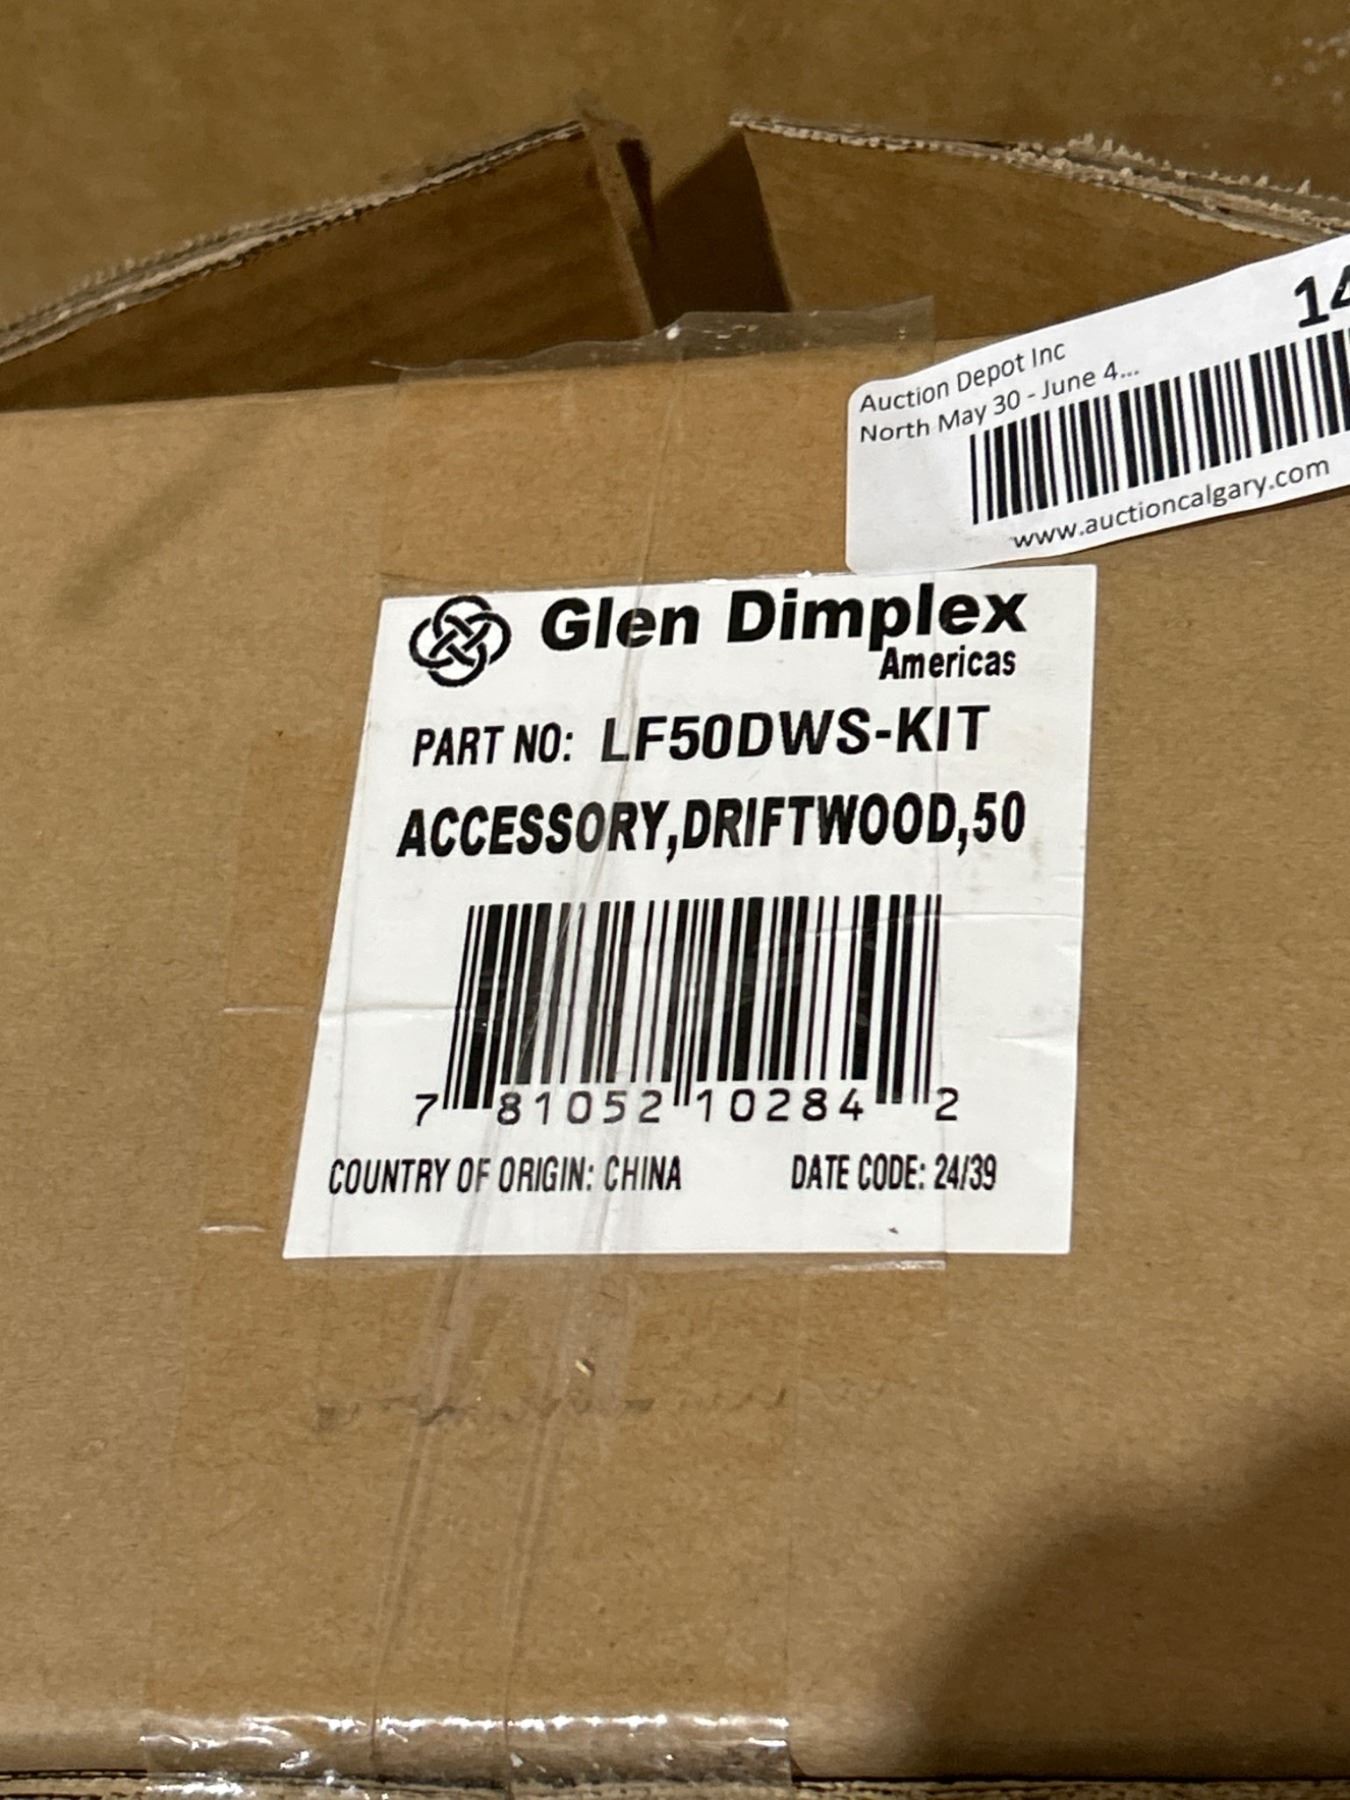 14
Auction Depot Inc
North May 30 - June 4...
www.auctioncalgary.com
Glen Dimplex
Americas
PART NO: LF50DWS-KIT
ACCESSORY,DRIFTWOOD,50
7 81052 10284 2
COUNTRY OF ORIGIN: CHINA DATE CODE: 24/39